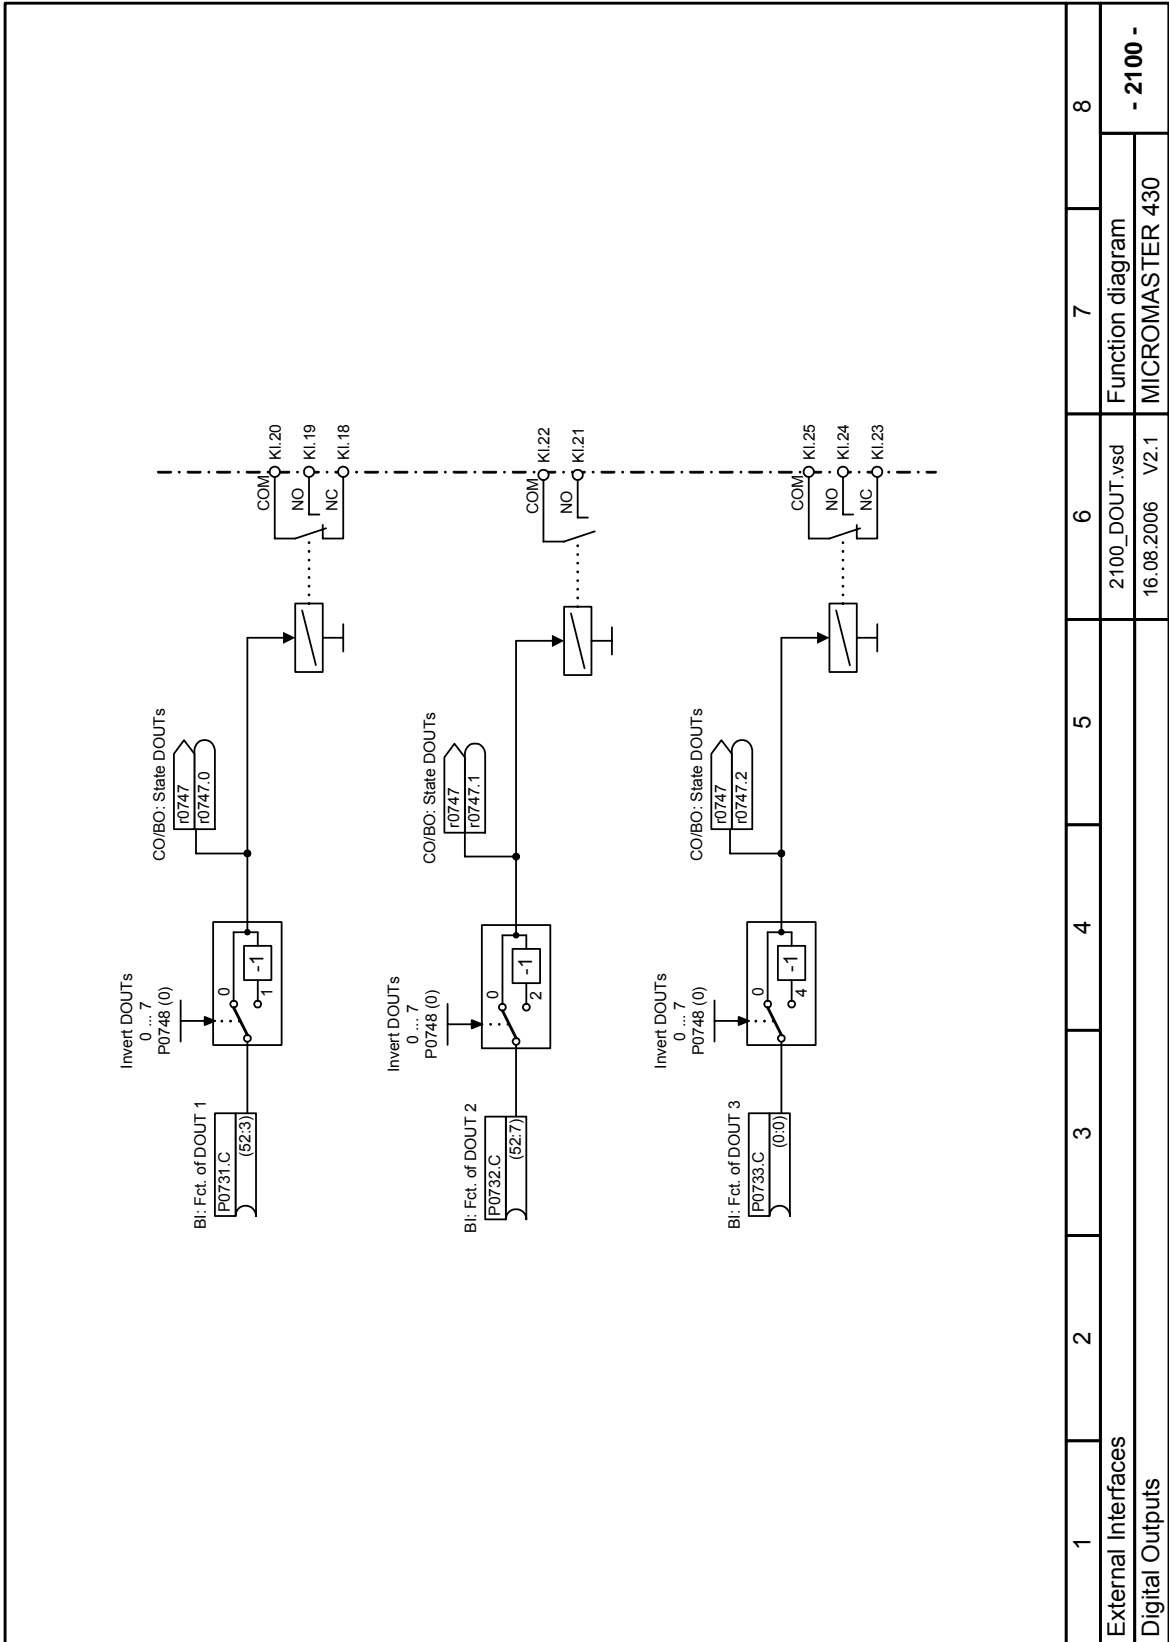 BI: Fct. of DOUT 1
P0731.C
(52:3)
Invert DOUTs
0 ... 7
P0748 (0)
0
1
-1
CO/BO: State DOUTs
r0747
r0747.0
COM
Kl.20
NO
Kl.19
NC
Kl.18
BI: Fct. of DOUT 2
P0732.C
(52:7)
Invert DOUTs
0 ... 7
P0748 (0)
0
2
-1
CO/BO: State DOUTs
r0747
r0747.1
COM
Kl.22
NO
Kl.21
BI: Fct. of DOUT 3
P0733.C
(0:0)
Invert DOUTs
0 ... 7
P0748 (0)
0
4
-1
CO/BO: State DOUTs
r0747
r0747.2
COM
Kl.25
NO
Kl.24
NC
Kl.23
1 2 3 4 5 6 7 8
External Interfaces
2100_DOUT.vsd
Function diagram
- 2100 -
Digital Outputs
16.08.2006 V2.1
MICROMASTER 430